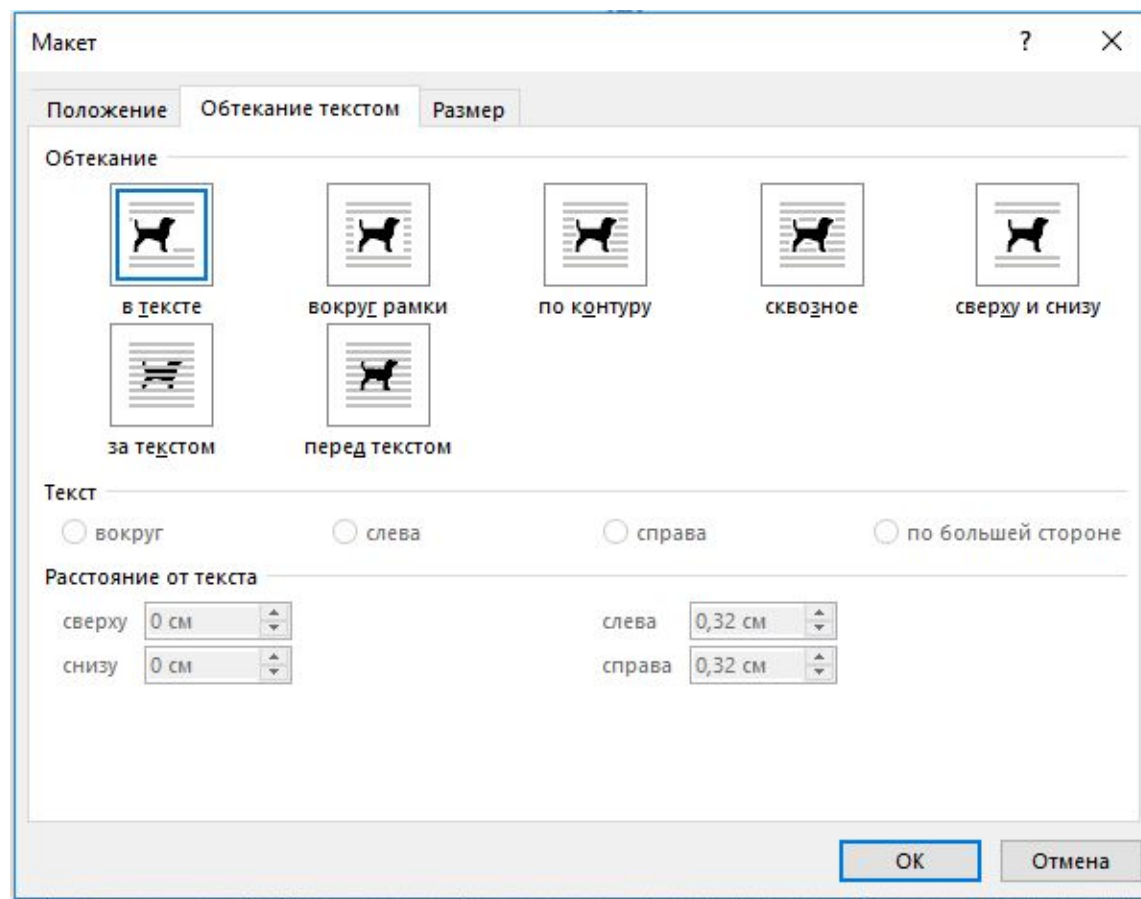 Макет ?
Положение Обтекание текстом Размер
Обтекание
в тексте вокруг рамки по контуру сквозное сверху и снизу
за текстом перед текстом
Текст
вокруг слева справа по большей стороне
Расстояние от текста
сверху 0 см слева 0,32 см
снизу 0 см справа 0,32 см
ОК Отмена